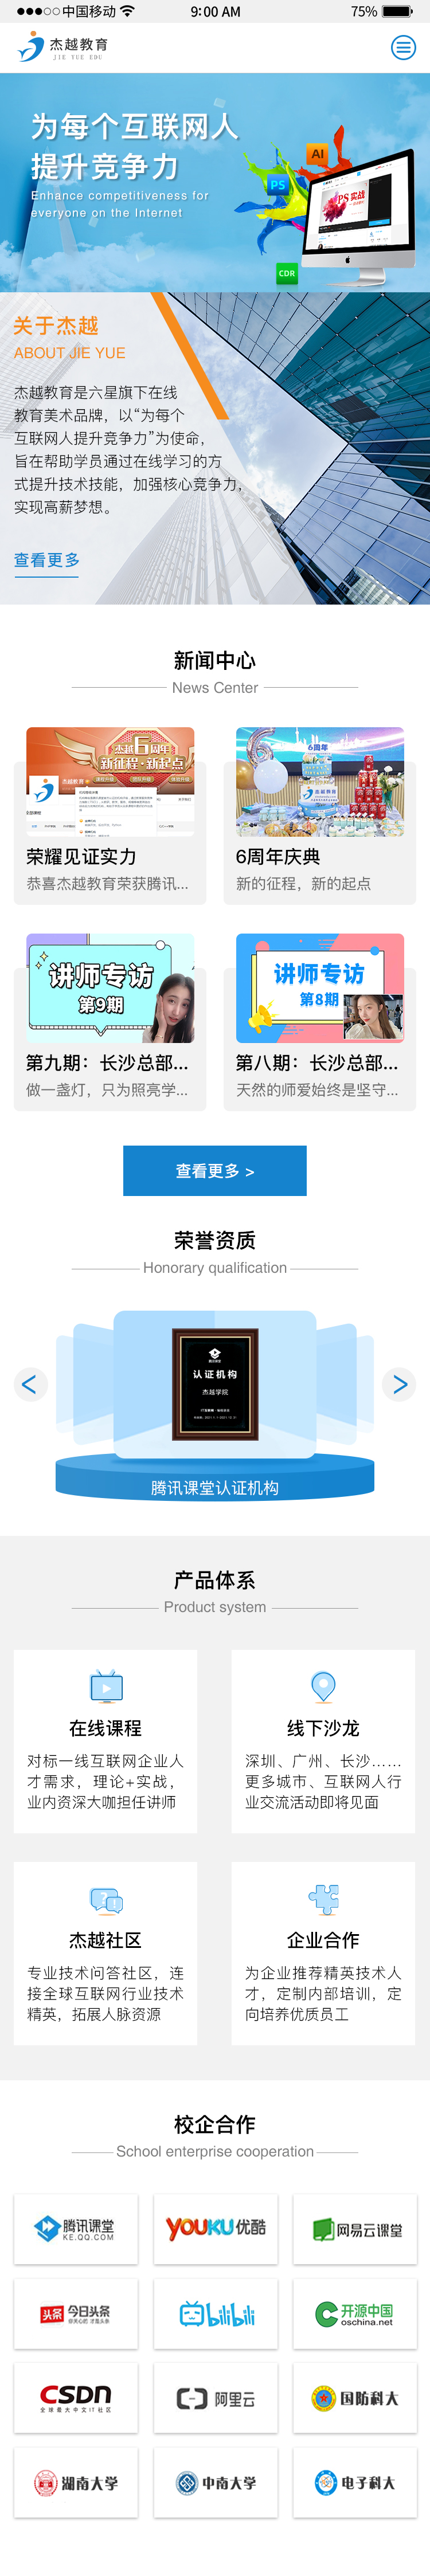 中国移动
9:00 AM
75%
杰越教育
JIE YUE EDU
为每个互联网人
提升竞争力
Enhance competitiveness for
everyone on the Internet
AI
PS
PS实战
CDR
关于杰越
ABOUT JIE YUE
杰越教育是六星旗下在线
教育美术品牌，以“为每个
互联网人提升竞争力”为使命，
旨在帮助学员通过在线学习的方
式提升技术技能，加强核心竞争力，
实现高薪梦想。
查看更多
新闻中心
News Center
杰越6周年
新征程·新起点
杰越教育
6周年
荣耀见证实力
恭喜杰越教育荣获腾讯...
6周年庆典
新的征程，新的起点
讲师专访
第9期
讲师专访
第8期
第九期：长沙总部...
做一盏灯，只为照亮学...
第八期：长沙总部...
天然的师爱始终是坚守...
查看更多 >
荣誉资质
Honorary qualification
腾讯课堂
认证机构
杰越学院
<
>
腾讯课堂认证机构
产品体系
Product system
在线课程
对标一线互联网企业人
才需求，理论+实战，
业内资深大咖担任讲师
线下沙龙
深圳、广州、长沙……
更多城市、互联网人行
业交流活动即将见面
杰越社区
专业技术问答社区，连
接全球互联网行业技术
精英，拓展人脉资源
企业合作
为企业推荐精英技术人
才，定制内部培训，定
向培养优质员工
校企合作
School enterprise cooperation
腾讯课堂
KE.QQ.COM
YOUKU优酷
网易云课堂
头条 今日头条
你关心的 才是头条
bilibili
开源中国
oschina.net
CSDN
全球最大中文IT社区
阿里云
国防科大
湖南大学
中南大学
电子科大